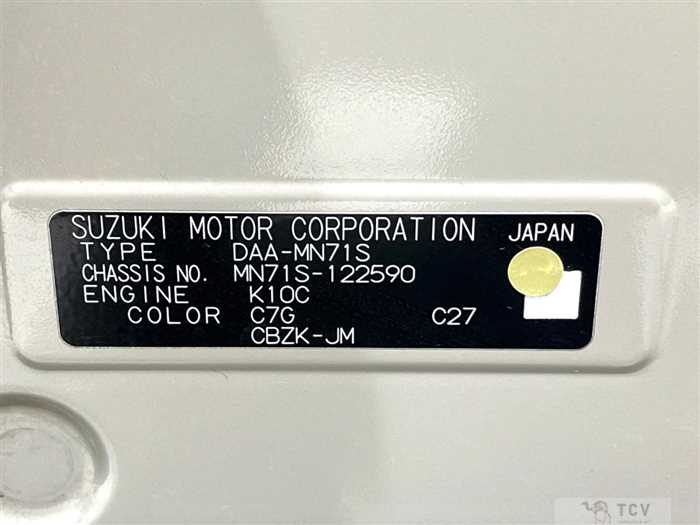 SUZUKI MOTOR CORPORATION JAPAN
TYPE DAA-MN71S
CHASSIS NO. MN71S-122590
ENGINE K10C
COLOR C7G C27
CBZK-JM
TCV